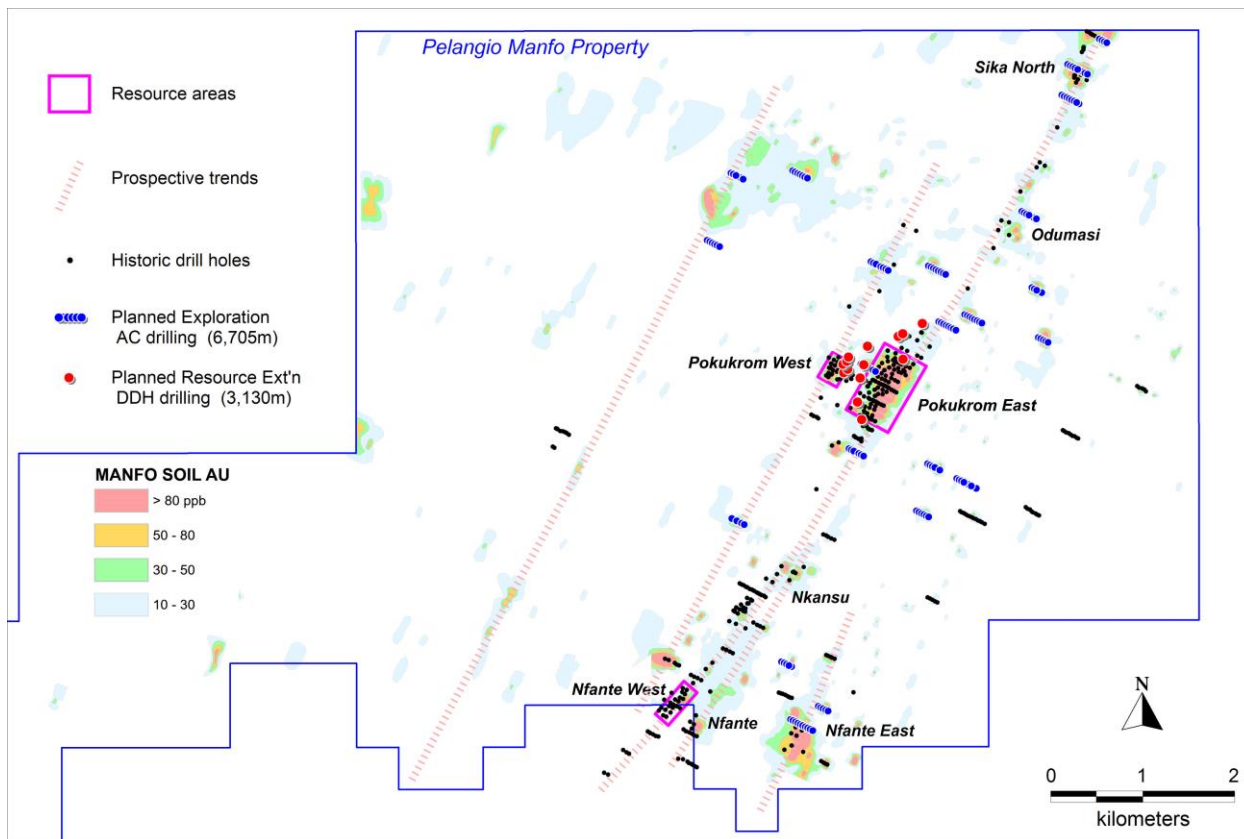 Pelangio Manfo Property
Resource areas
Prospective trends
Historic drill holes
Planned Exploration
AC drilling (6,705m)
Planned Resource Ext'n
DDH drilling (3,130m)
MANFO SOIL AU
> 80 ppb
50 - 80
30 - 50
10 - 30
Sika North
Odumasi
Pokukrom West
Pokukrom East
Nkansu
Nfante West
Nfante
Nfante East
N
0 1 2
kilometers